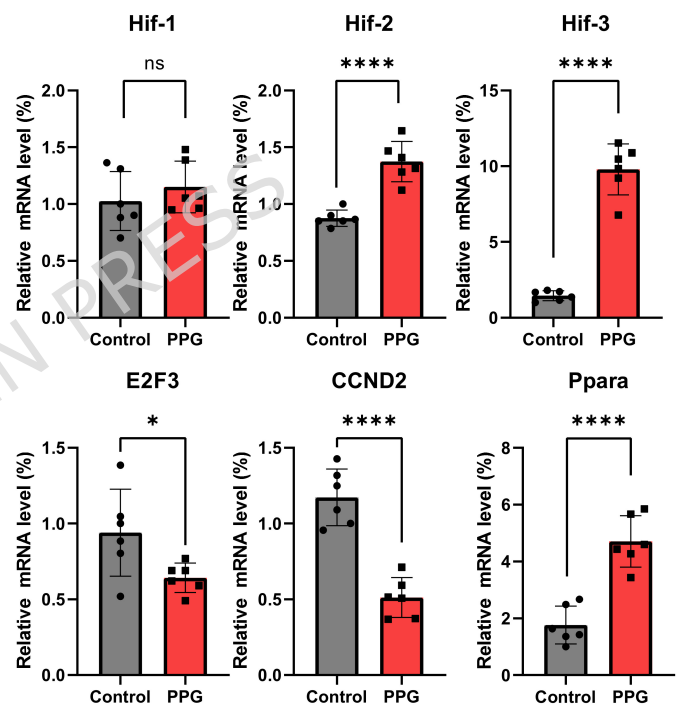 Hif-1
Hif-2
Hif-3
ns
****
****
Relative mRNA level (%)
2.0
1.5
1.0
0.5
0.0
Control PPG
Relative mRNA level (%)
2.0
1.5
1.0
0.5
0.0
Control PPG
Relative mRNA level (%)
15
10
5
0
Control PPG
E2F3
CCND2
Ppara
*
****
****
Relative mRNA level (%)
1.5
1.0
0.5
0.0
Control PPG
Relative mRNA level (%)
1.5
1.0
0.5
0.0
Control PPG
Relative mRNA level (%)
8
6
4
2
0
Control PPG
N PRESS